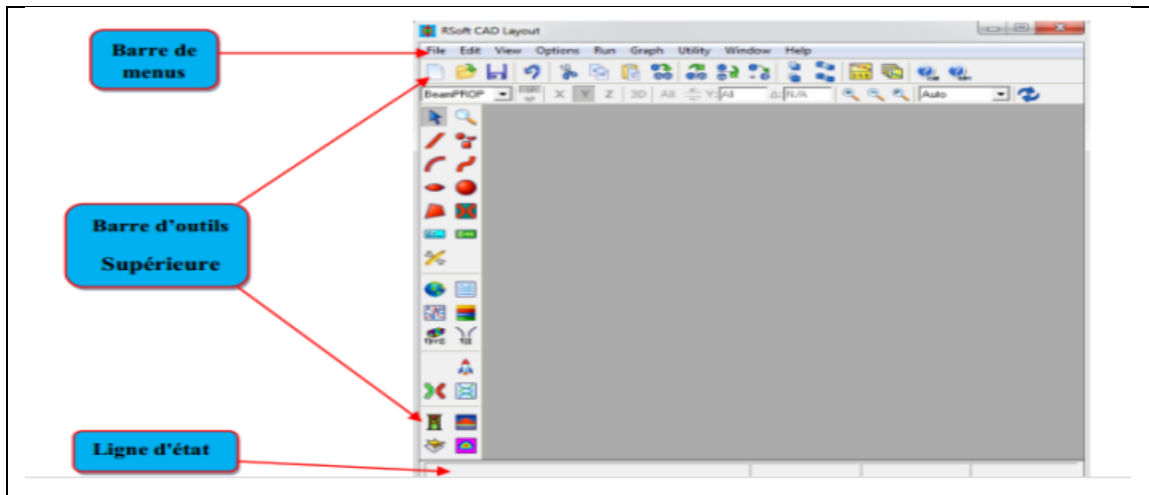 RSoft CAD Layout
Barre de
menus
File Edit View Options Run Graph Utility Window Help
BeamPROP X Y Z 3D All Y: All Δ: N/A Auto
Barre d’outils
Supérieure
Ligne d’état